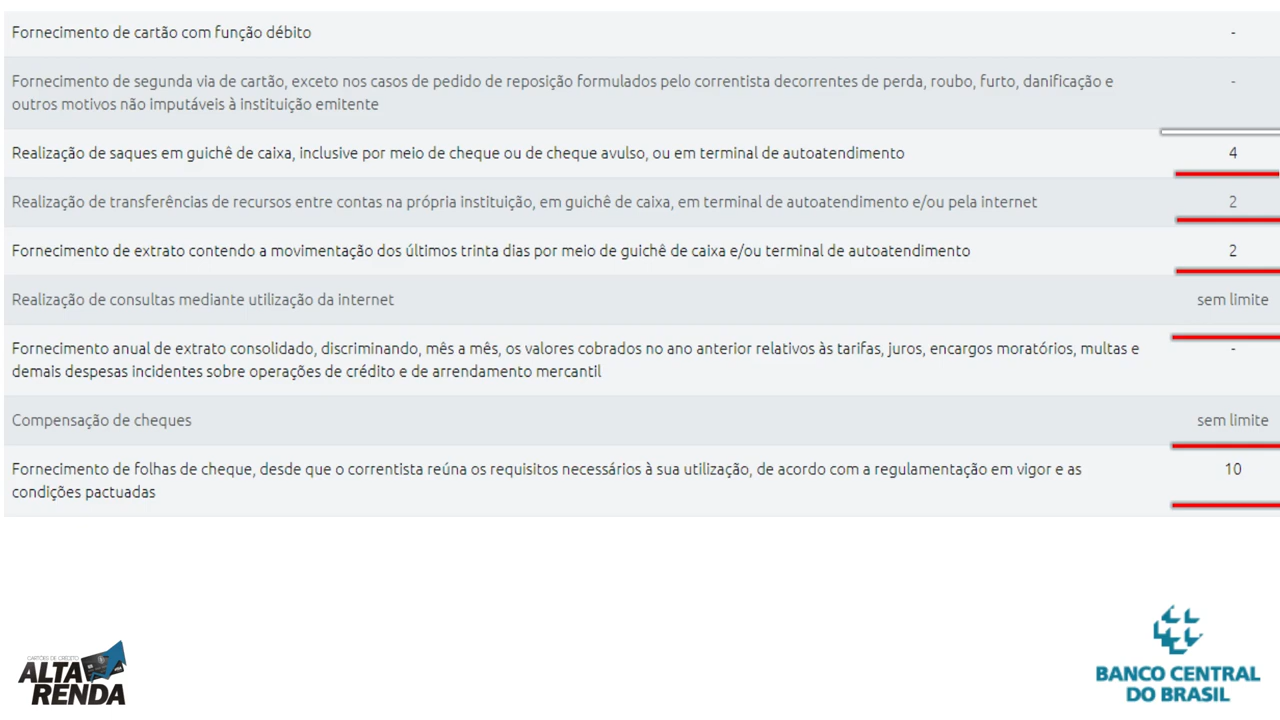 Fornecimento de cartão com função débito -
Fornecimento de segunda via de cartão, exceto nos casos de pedido de reposição formulados pelo correntista decorrentes de perda, roubo, furto, danificação e -
outros motivos não imputáveis à instituição emitente
Realização de saques em guichê de caixa, inclusive por meio de cheque ou de cheque avulso, ou em terminal de autoatendimento 4
Realização de transferências de recursos entre contas na própria instituição, em guichê de caixa, em terminal de autoatendimento e/ou pela internet 2
Fornecimento de extrato contendo a movimentação dos últimos trinta dias por meio de guichê de caixa e/ou terminal de autoatendimento 2
Realização de consultas mediante utilização da internet sem limite
Fornecimento anual de extrato consolidado, discriminando, mês a mês, os valores cobrados no ano anterior relativos às tarifas, juros, encargos moratórios, multas e -
demais despesas incidentes sobre operações de crédito e de arrendamento mercantil
Compensação de cheques sem limite
Fornecimento de folhas de cheque, desde que o correntista reúna os requisitos necessários à sua utilização, de acordo com a regulamentação em vigor e as 10
condições pactuadas
CARTÕES DE CRÉDITO
ALTA
RENDA
BANCO CENTRAL
DO BRASIL